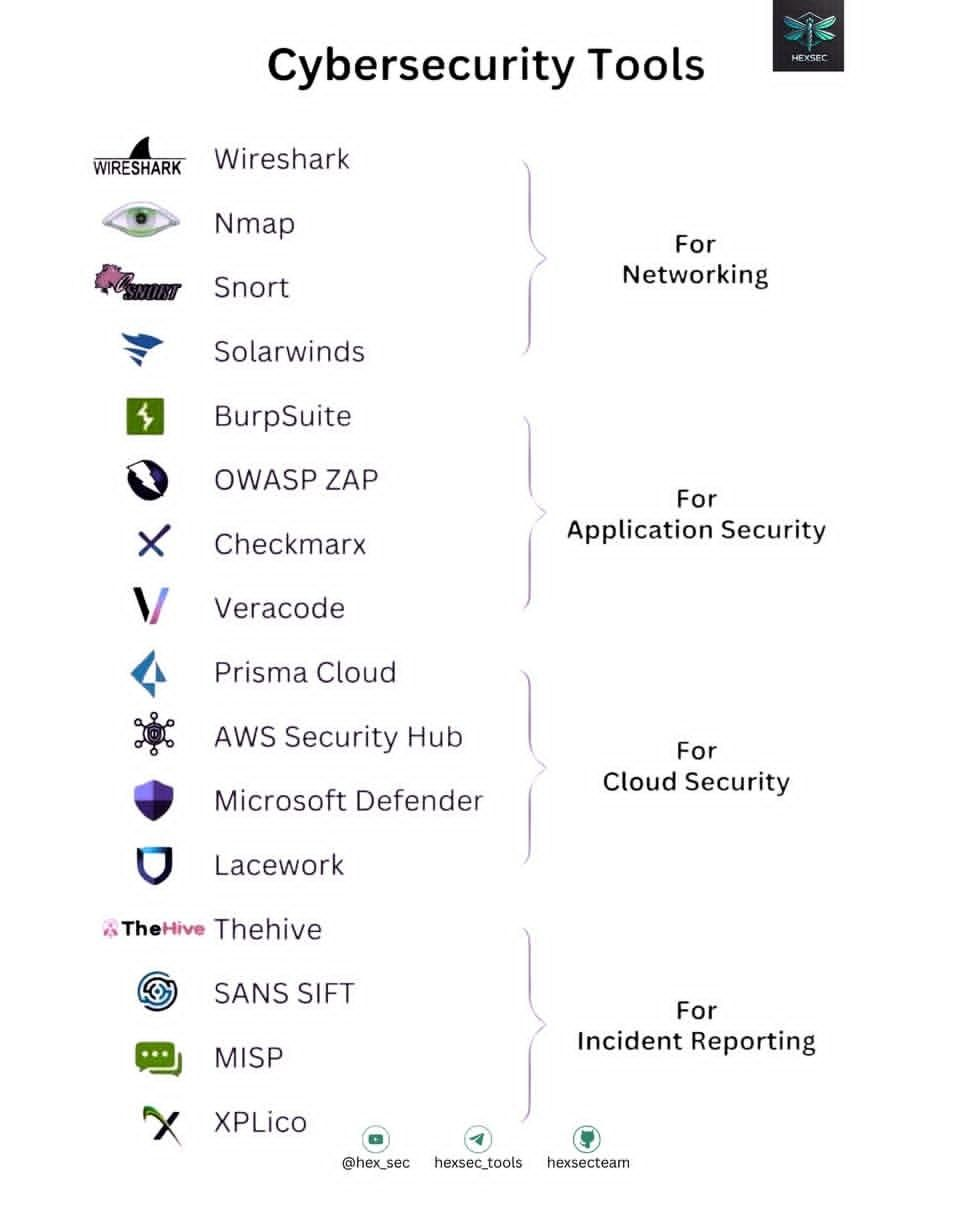 HEXSEC
Cybersecurity Tools
WIRESHARK Wireshark
Nmap
SNORT Snort
Solarwinds
For
Networking
BurpSuite
OWASP ZAP
Checkmarx
Veracode
For
Application Security
Prisma Cloud
AWS Security Hub
Microsoft Defender
Lacework
For
Cloud Security
TheHive Thehive
SANS SIFT
MISP
XPLico
For
Incident Reporting
@hex_sec
hexsec_tools
hexsecteam